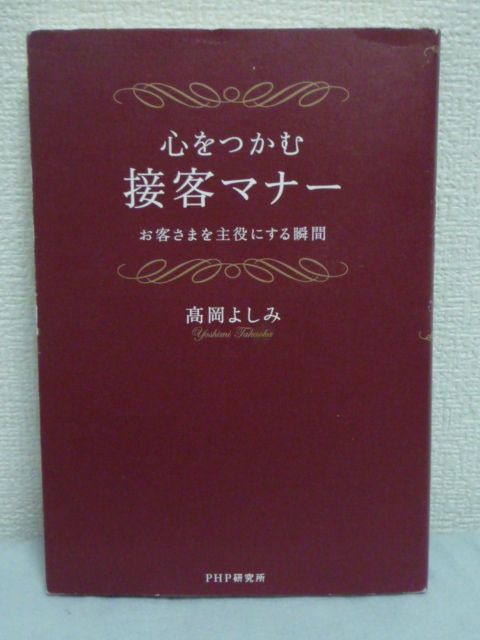 心をつかむ
接客マナー
お客さまを主役にする瞬間
髙岡よしみ
Yoshimi Takaoka
PHP研究所